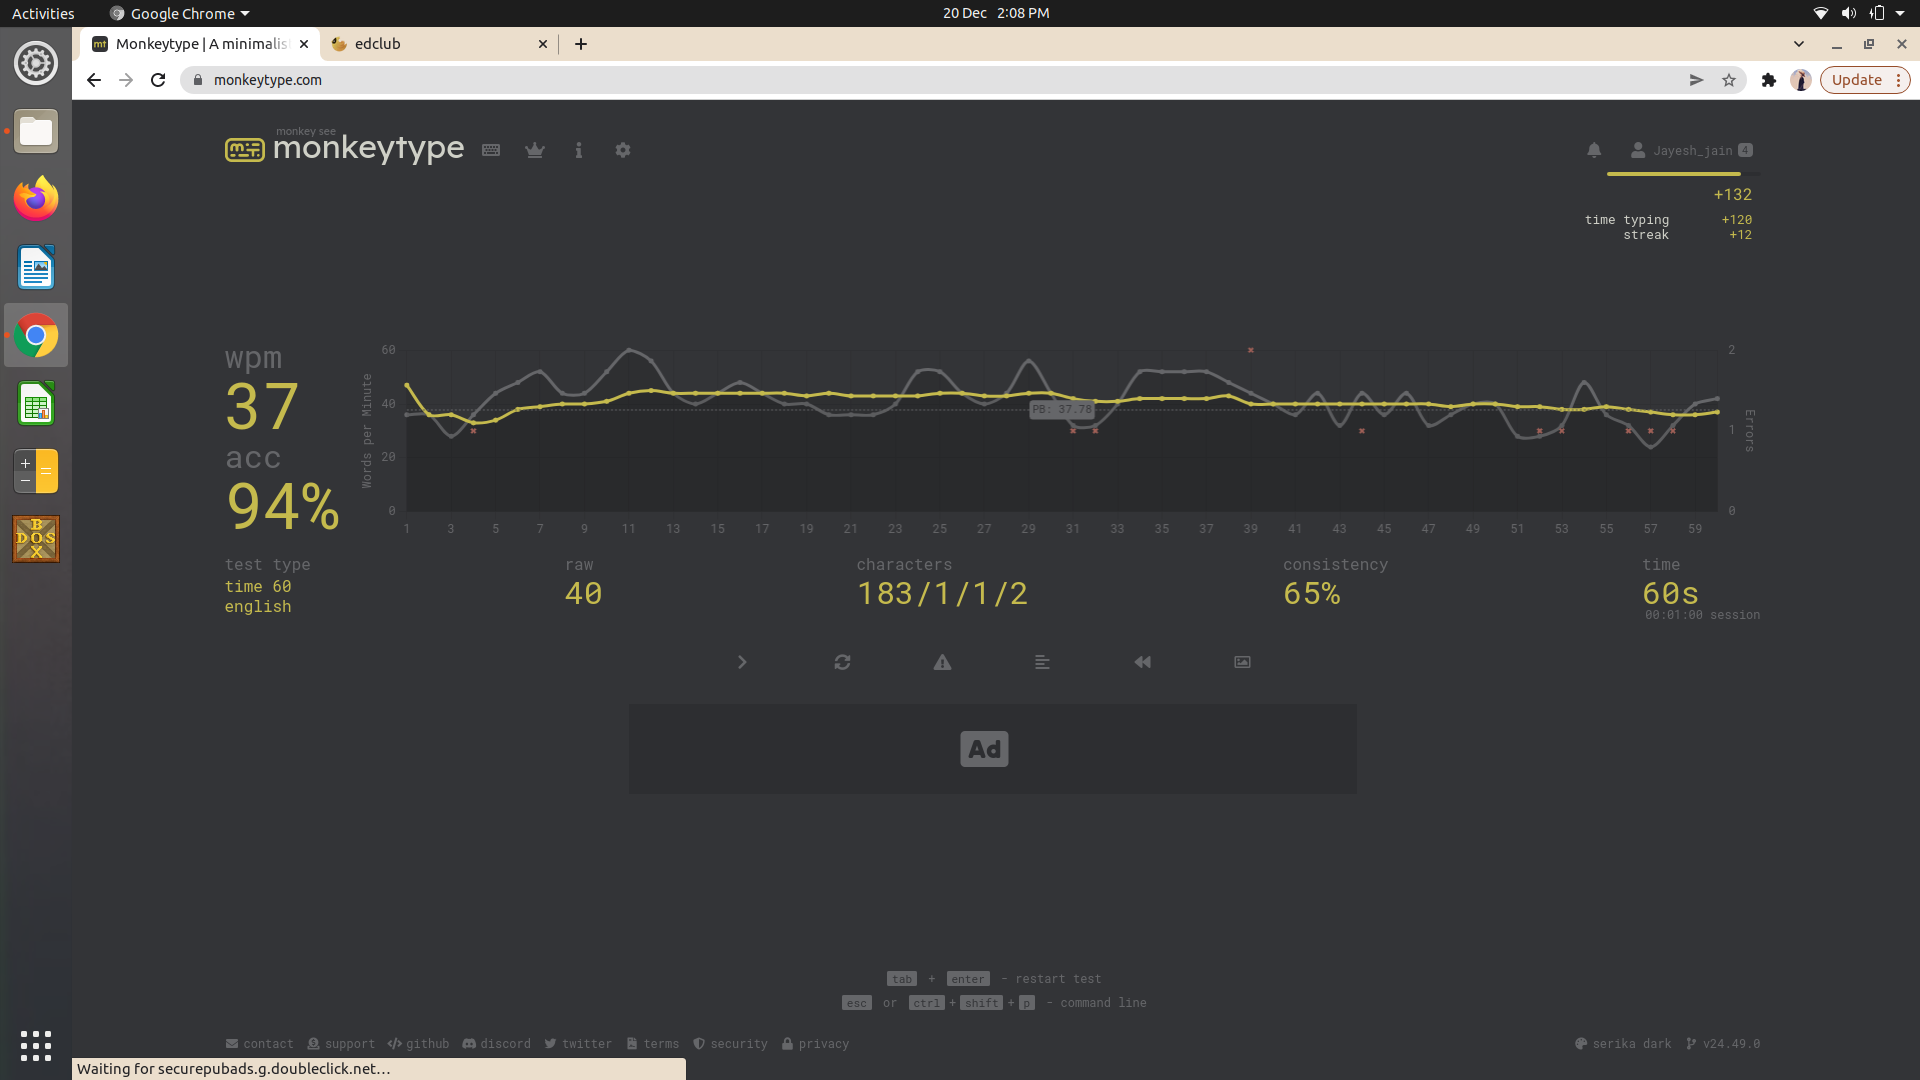 Activities
Google Chrome
20 Dec 2:08 PM
mt
Monkeytype | A minimalis
edclub
monkeytype.com
Update
monkey see
monkeytype
Jayesh_jain 4
+132
time typing +120
streak +12
wpm
37
acc
94%
Words per Minute
60
40
20
0
PB: 37.78
2
1
0
Errors
1 3 5 7 9 11 13 15 17 19 21 23 25 27 29 31 33 35 37 39 41 43 45 47 49 51 53 55 57 59
test type
time 60
english
raw
40
characters
183/1/1/2
consistency
65%
time
60s
00:01:00 session
Ad
tab + enter - restart test
esc or ctrl + shift + p - command line
contact support github discord twitter terms security privacy
serika dark v24.49.0
Waiting for securepubads.g.doubleclick.net...
B
DOS
X